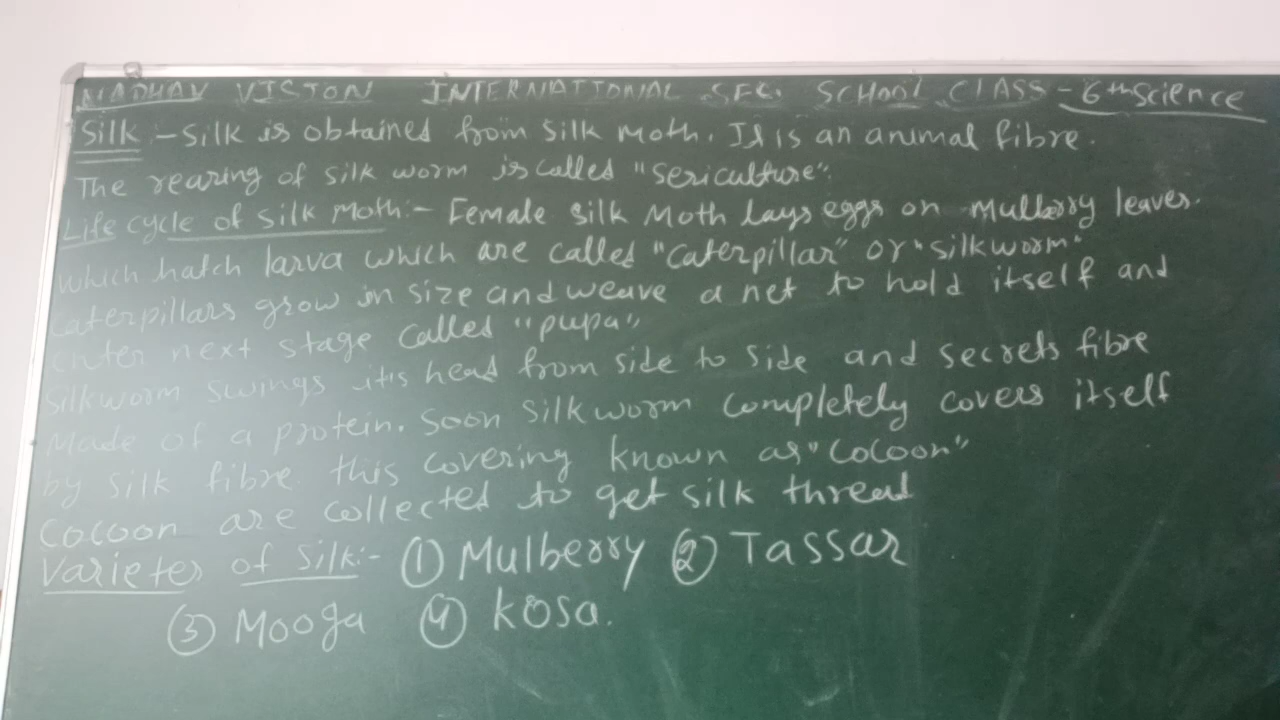 MADHAV VISION INTERNATIONAL SEC. SCHOOL CLASS - 6th Science
Silk :- Silk is obtained from silk moth. It is an animal fibre.
The rearing of silk worm is called "Sericulture".
Life cycle of silk Moth:- Female silk Moth lays eggs on Mulberry leaves.
which hatch larva which are called "caterpillar" or "silkworm"
Caterpillars grow in size and weave a net to hold itself and
enter next stage called "pupa"
Silkworm swings it's head from side to side and secrets fibre
Made of a protein. Soon silkworm completely covers itself
by silk fibre. this covering known as "Cocoon"
Cocoon are collected to get silk thread
Varietes of Silk:- ① Mulberry ② Tassar
③ Mooga ④ Kosa.